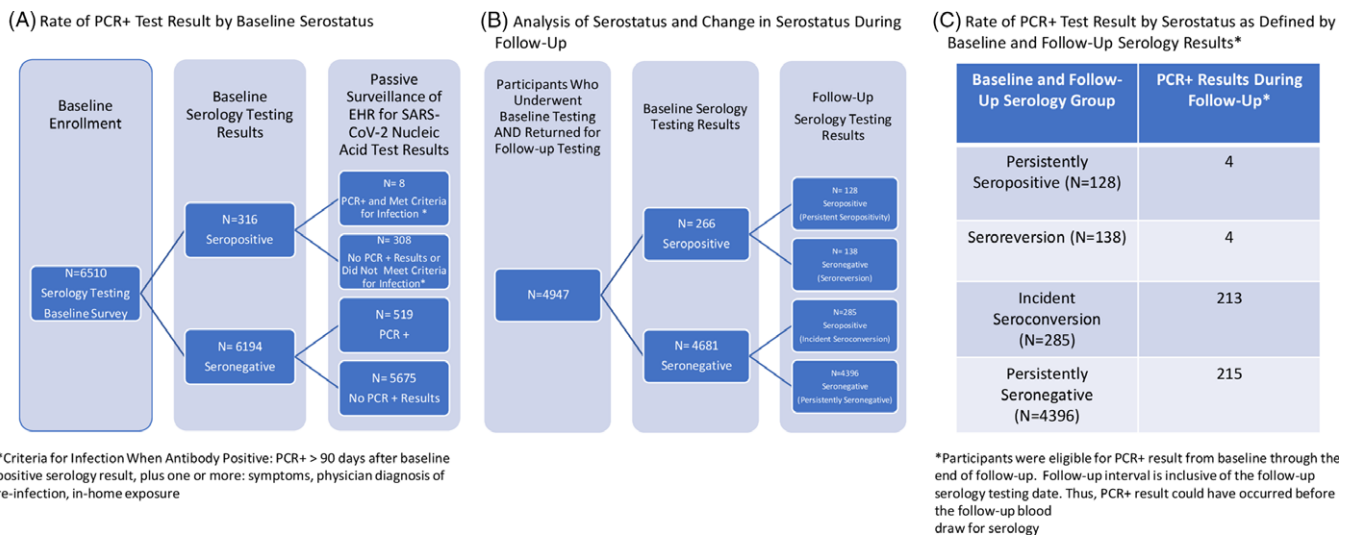 (A) Rate of PCR+ Test Result by Baseline Serostatus
Baseline
Enrollment
Baseline
Serology Testing
Results
Passive
Surveillance of
EHR for SARS-
CoV-2 Nucleic
Acid Test Results
N=6510
Serology Testing
Baseline Survey
N=316
Seropositive
N= 6194
Seronegative
N= 8
PCR+ and Met Criteria
for Infection *
N= 308
No PCR + Results or
Did Not Meet Criteria
for Infection*
N= 519
PCR +
N= 5675
No PCR + Results
*Criteria for Infection When Antibody Positive: PCR+ > 90 days after baseline
positive serology result, plus one or more: symptoms, physician diagnosis of
re-infection, in-home exposure
(B) Analysis of Serostatus and Change in Serostatus During
Follow-Up
Participants Who
Underwent
Baseline Testing
AND Returned for
Follow-up Testing
Baseline Serology
Testing Results
Follow-Up
Serology Testing
Results
N=4947
N= 266
Seropositive
N= 4681
Seronegative
N= 128
Seropositive
(Persistent Seropositivity)
N= 138
Seronegative
(Seroreversion)
N=285
Seropositive
(Incident Seroconversion)
N=4396
Seronegative
(Persistently Seronegative)
(C) Rate of PCR+ Test Result by Serostatus as Defined by
Baseline and Follow-Up Serology Results*
Baseline and Follow-
Up Serology Group
PCR+ Results During
Follow-Up*
Persistently
Seropositive (N=128)
4
Seroreversion (N=138)
4
Incident
Seroconversion
(N=285)
213
Persistently
Seronegative
(N=4396)
215
*Participants were eligible for PCR+ result from baseline through the
end of follow-up. Follow-up interval is inclusive of the follow-up
serology testing date. Thus, PCR+ result could have occurred before
the follow-up blood
draw for serology